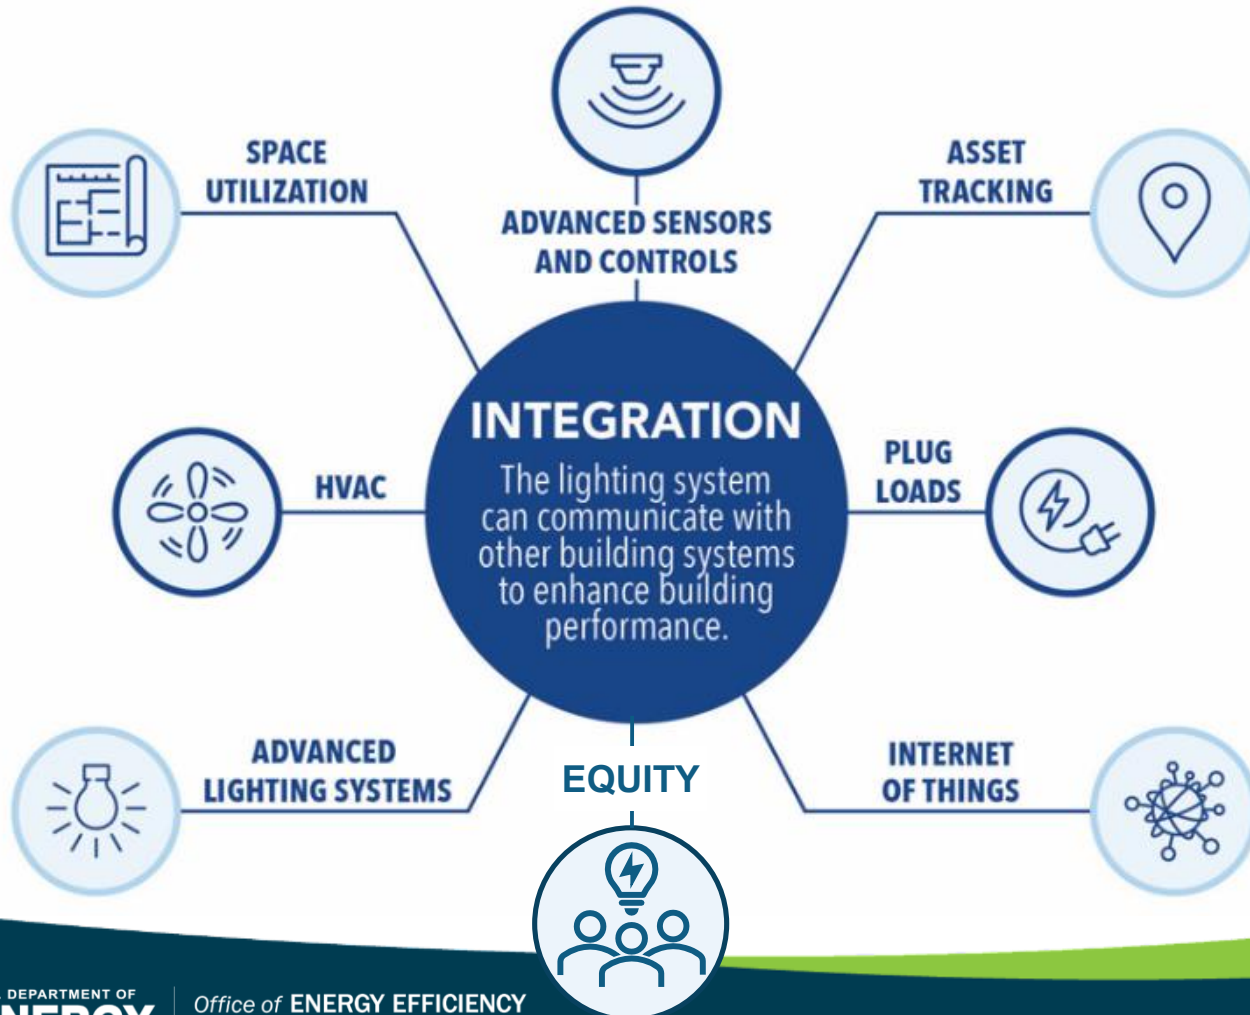 SPACE
UTILIZATION
ADVANCED SENSORS
AND CONTROLS
ASSET
TRACKING
INTEGRATION
The lighting system
can communicate with
other building systems
to enhance building
performance.
HVAC
PLUG
LOADS
ADVANCED
LIGHTING SYSTEMS
EQUITY
INTERNET
OF THINGS
DEPARTMENT OF
Office of ENERGY EFFICIENCY